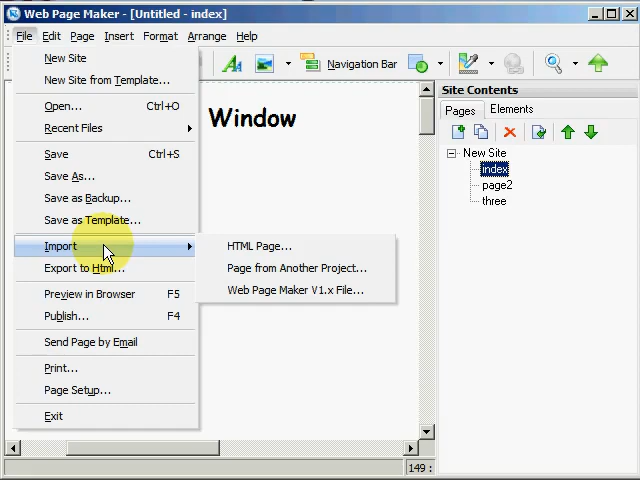 Web Page Maker - [Untitled - index]
File Edit Page Insert Format Arrange Help
Navigation Bar
New Site
New Site from Template...
Open... Ctrl+O
Recent Files
Save Ctrl+S
Save As...
Save as Backup...
Save as Template...
Import
Export to Html...
Preview in Browser F5
Publish... F4
Send Page by Email
Print...
Page Setup...
Exit
HTML Page...
Page from Another Project...
Web Page Maker V1.x File...
Window
Site Contents
Pages Elements
New Site
index
page2
three
149 :